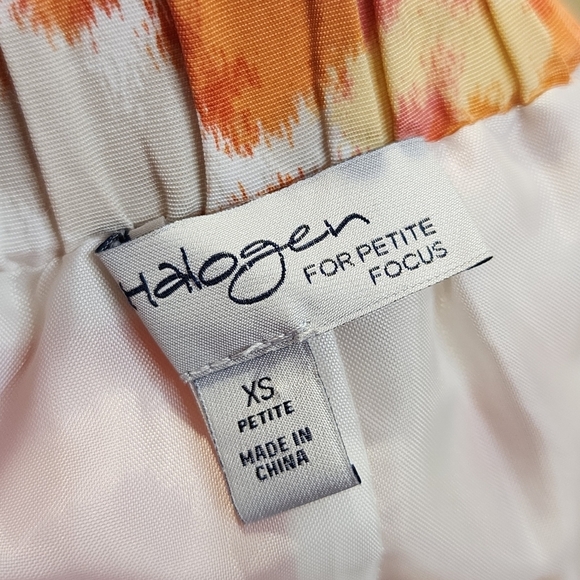 Halogen
FOR PETITE
FOCUS
XS
PETITE
MADE IN
CHINA